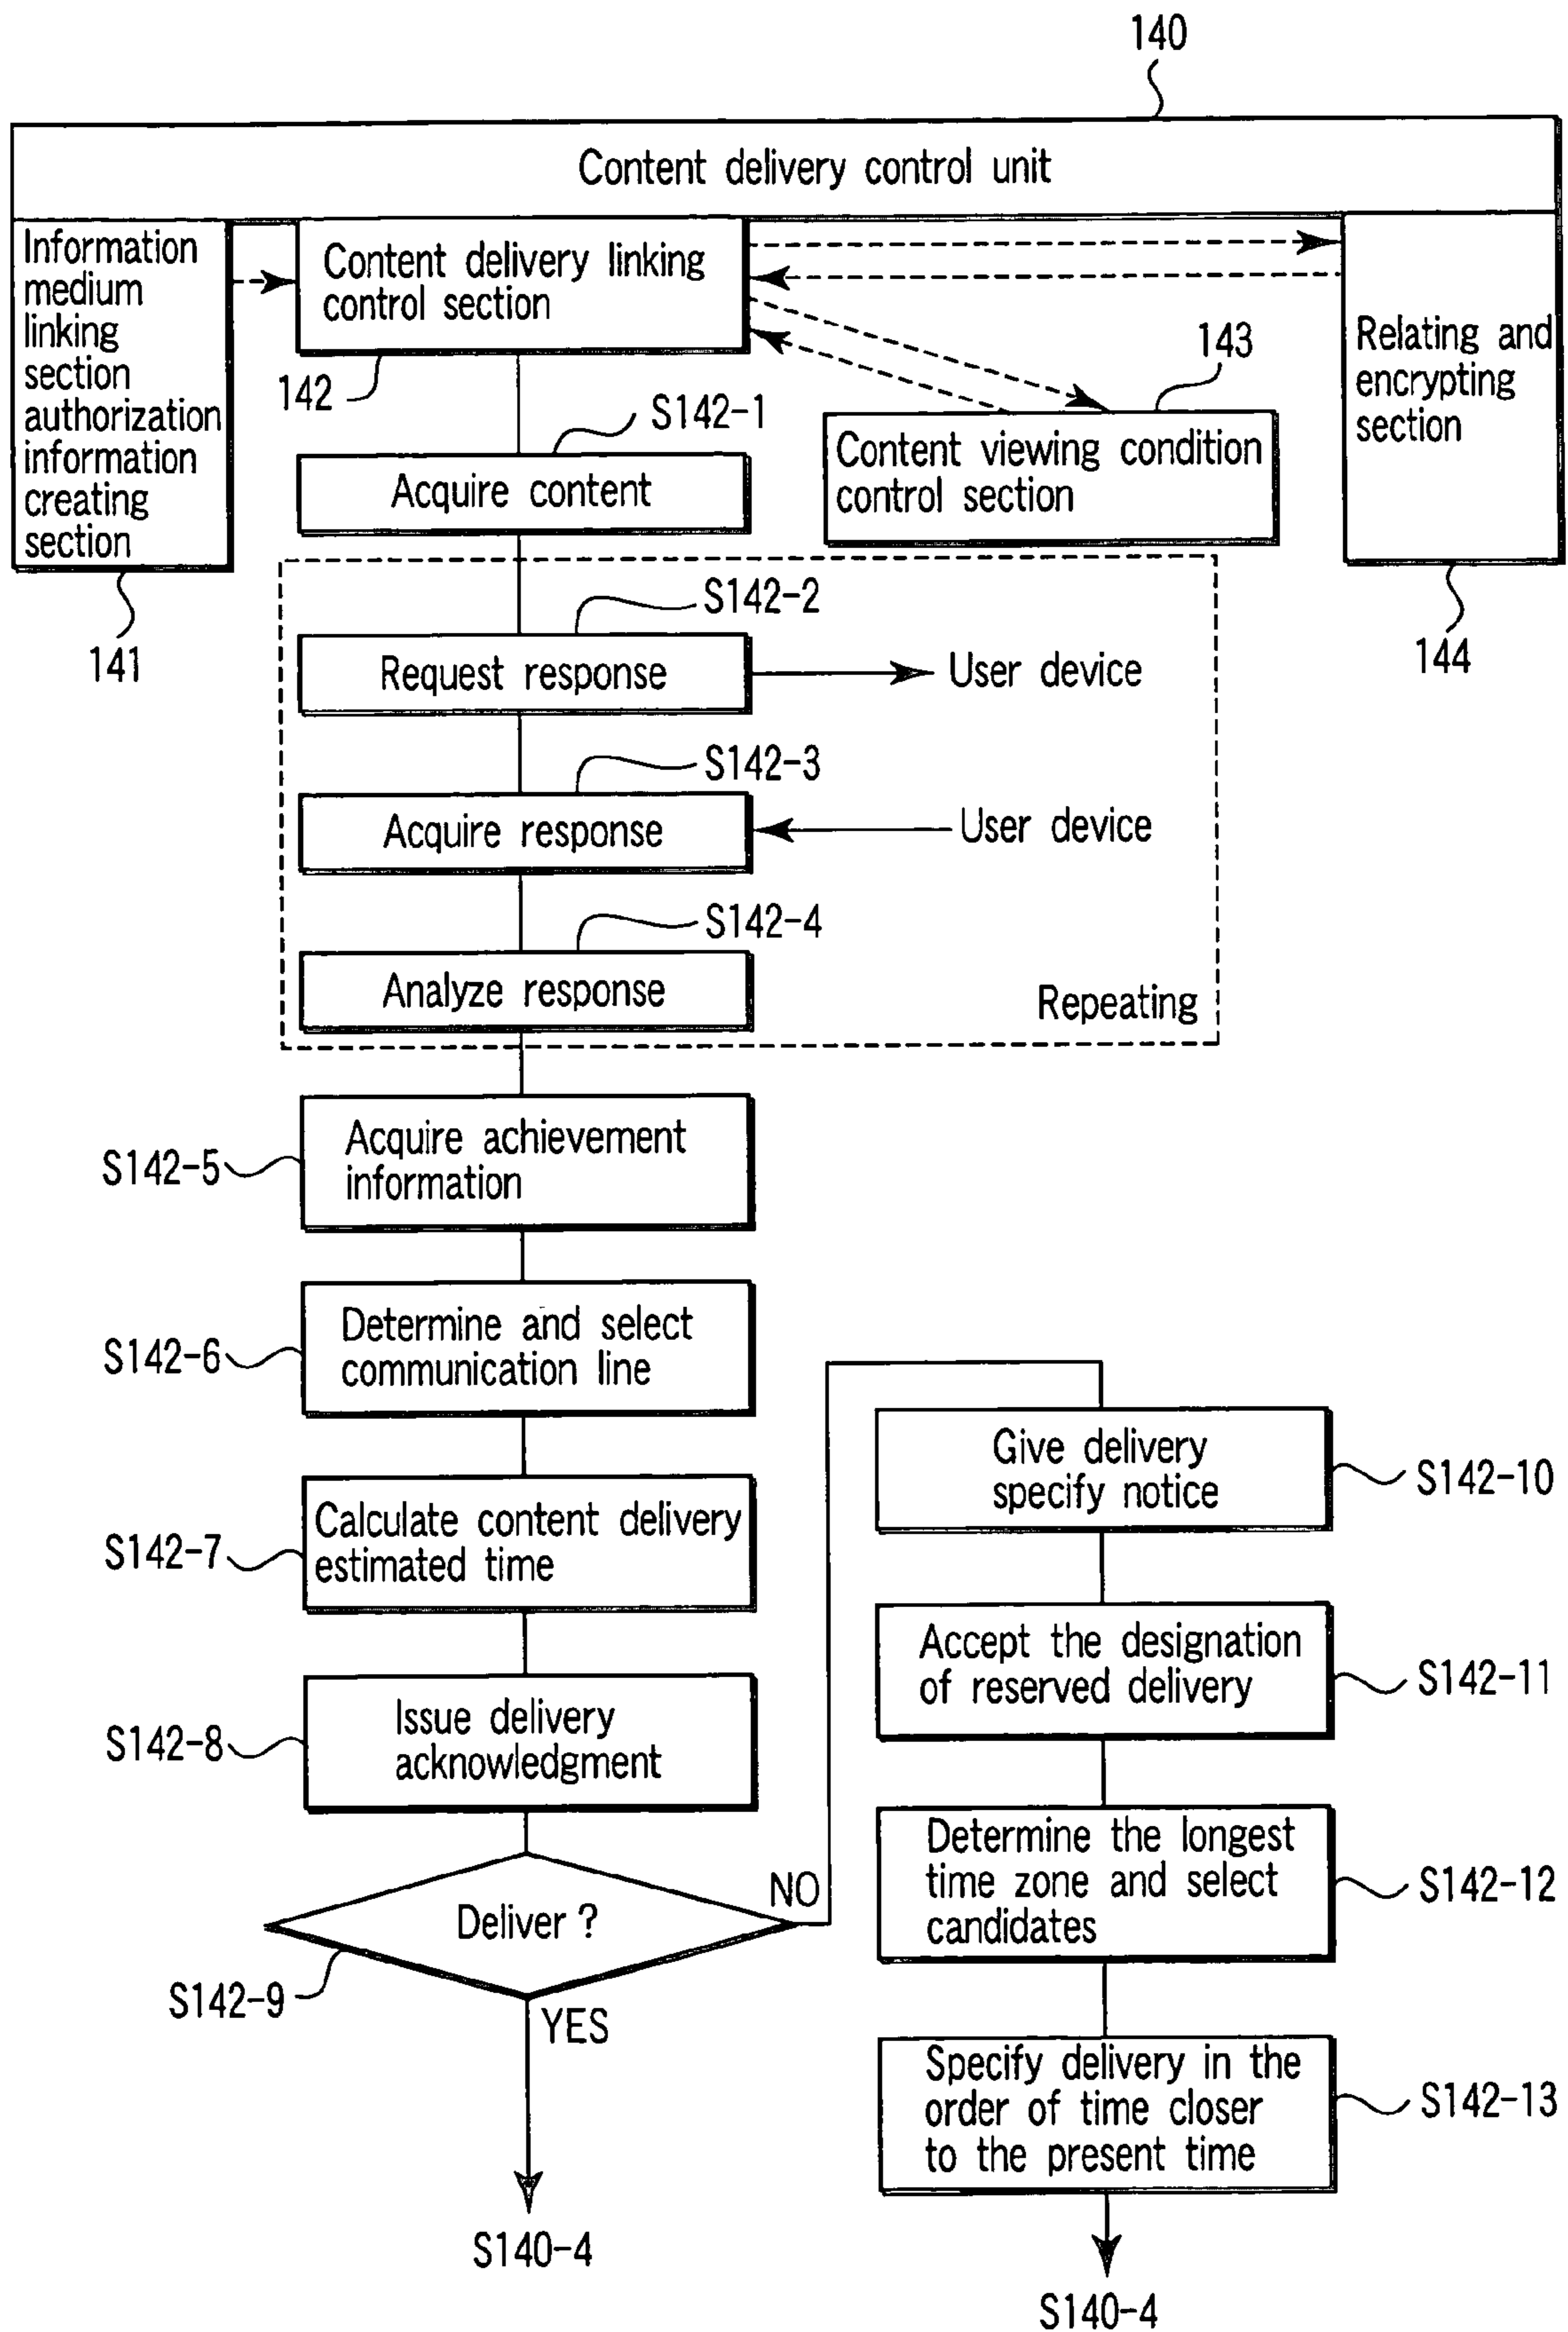 140
Content delivery control unit
Information
medium
linking
section
authorization
information
creating
section
141
Content delivery linking
control section
142
143
Content viewing condition
control section
Relating and
encrypting
section
144
S142-1
Acquire content
S142-2
Request response
User device
S142-3
Acquire response
User device
S142-4
Analyze response
Repeating
S142-5
Acquire achievement
information
S142-6
Determine and select
communication line
S142-7
Calculate content delivery
estimated time
S142-8
Issue delivery
acknowledgment
Deliver ?
S142-9
NO
YES
S140-4
Give delivery
specify notice
S142-10
Accept the designation
of reserved delivery
S142-11
Determine the longest
time zone and select
candidates
S142-12
Specify delivery in the
order of time closer
to the present time
S142-13
S140-4